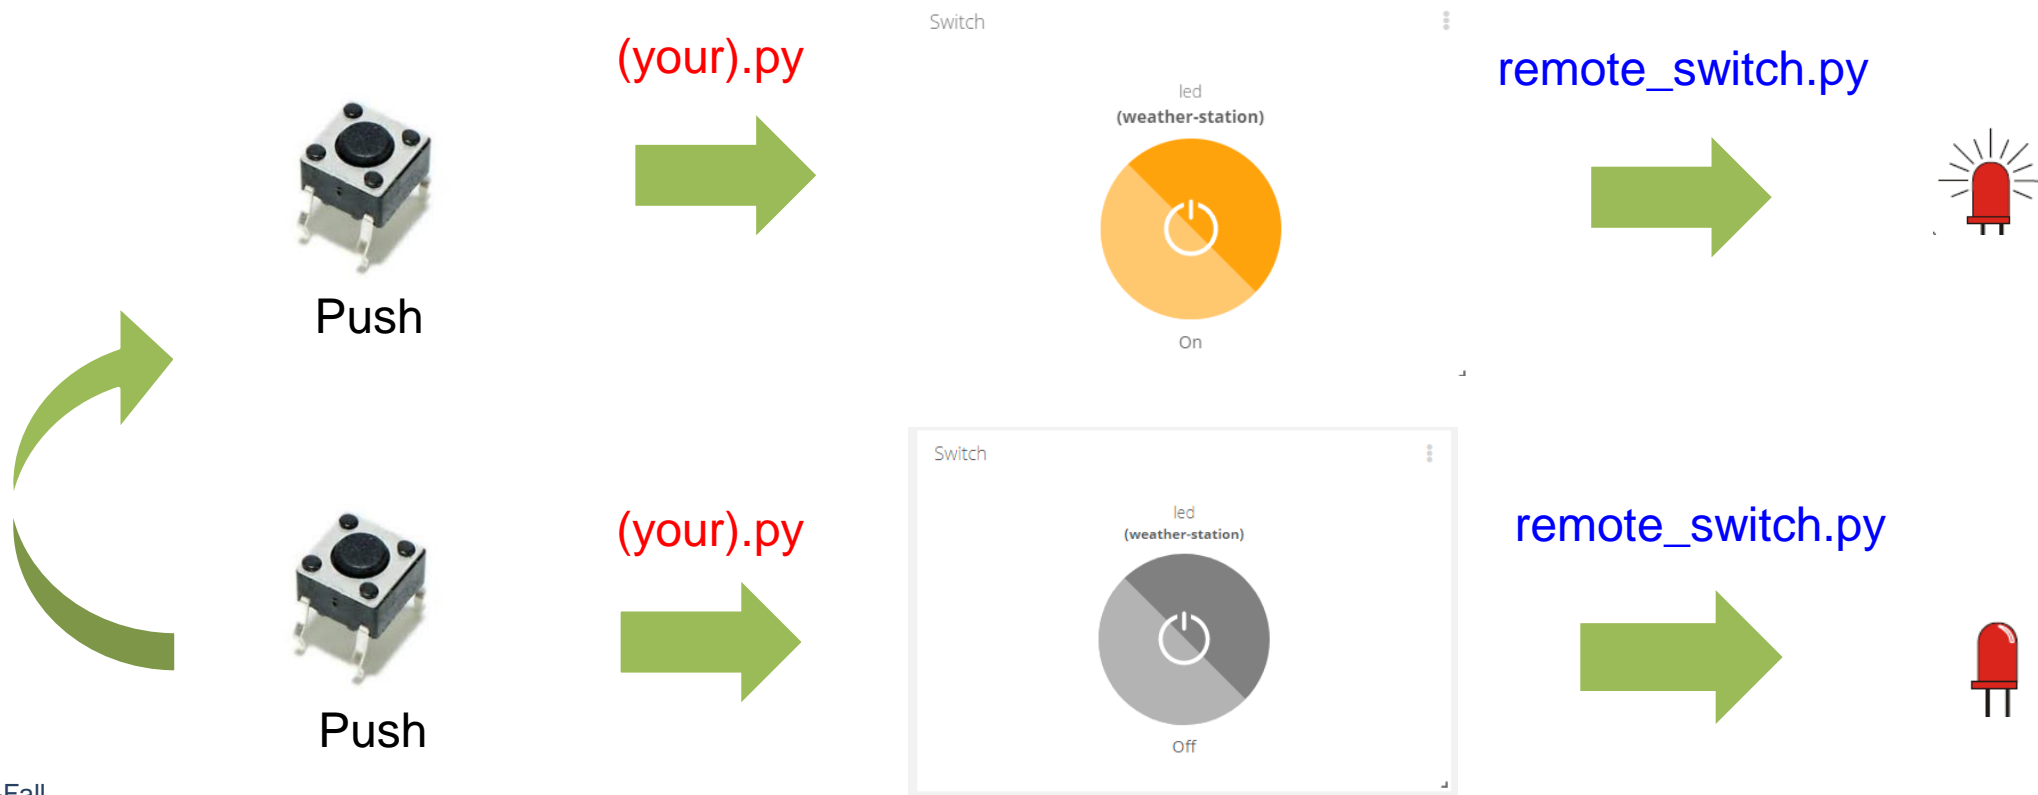 (your).py
Switch
led
(weather-station)
On
remote_switch.py
Push
(your).py
Switch
led
(weather-station)
Off
remote_switch.py
Push
Fall